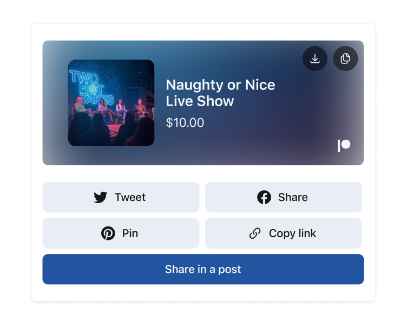 TWO
HOT
TAKES
Naughty or Nice
Live Show
$10.00
Tweet
Share
Pin
Copy link
Share in a post